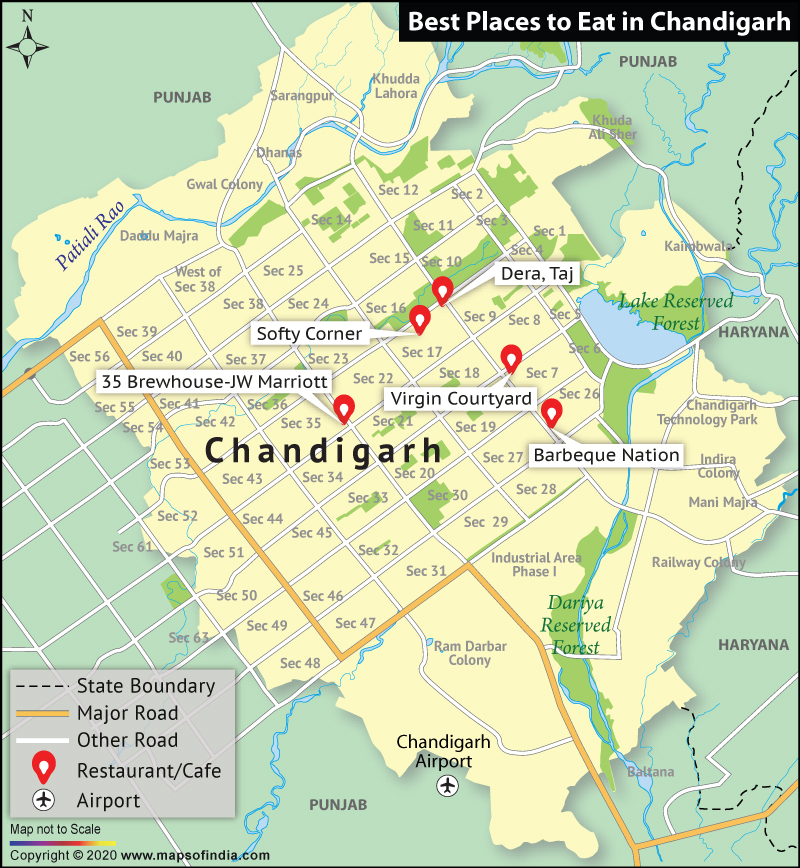 Best Places to Eat in Chandigarh
N
PUNJAB
PUNJAB
Khudda
Lahora
Sarangpur
Khuda
Ali Sher
Dhanas
Gwal Colony
Sec 12
Sec 2
Patiali Rao
Daddu Majra
Sec 14
Sec 11
Sec 3
Sec 1
Sec 4
Kaimbwala
West of
Sec 38
Sec 25
Sec 15
Sec 10
Dera, Taj
Sec 38
Sec 24
Sec 16
Sec 9
Sec 8
Sec 5
Lake Reserved
Forest
HARYANA
Sec 39
Softy Corner
Sec 56
Sec 40
Sec 37
Sec 23
Sec 17
Sec 6
35 Brewhouse-JW Marriott
Sec 22
Sec 18
Sec 7
Virgin Courtyard
Sec 26
Sec 55
Sec 41
Sec 36
Chandigarh
Technology Park
Sec 54
Sec 42
Sec 35
Sec 21
Sec 19
Chandigarh
Barbeque Nation
Sec 53
Sec 43
Sec 34
Sec 20
Sec 27
Indira
Colony
Sec 33
Sec 30
Sec 28
Mani Majra
Sec 52
Sec 44
Sec 29
Sec 61
Sec 51
Sec 45
Sec 32
Industrial Area
Phase I
Railway Colony
Sec 31
Sec 50
Sec 46
Dariya
Reserved
Forest
Sec 63
Sec 49
Sec 47
HARYANA
Sec 48
Ram Darbar
Colony
Chandigarh
Airport
Baltana
PUNJAB
State Boundary
Major Road
Other Road
Restaurant/Cafe
Airport
Map not to Scale
Copyright © 2020 www.mapsofindia.com